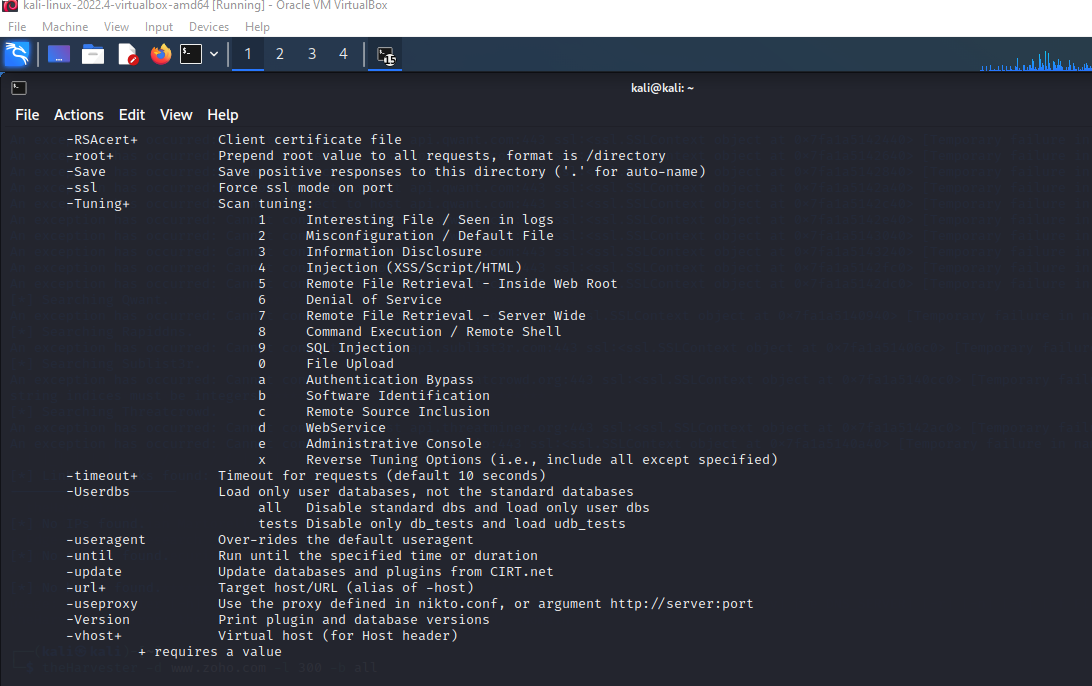 kali-linux-2022.4-virtualbox-amd64 [Running] - Oracle VM VirtualBox
File Machine View Input Devices Help
1 2 3 4 15
kali@kali: ~
File Actions Edit View Help
-RSAcert+ Client certificate file
-root+ Prepend root value to all requests, format is /directory
-Save Save positive responses to this directory ('.' for auto-name)
-ssl Force ssl mode on port
-Tuning+ Scan tuning:
1 Interesting File / Seen in logs
2 Misconfiguration / Default File
3 Information Disclosure
4 Injection (XSS/Script/HTML)
5 Remote File Retrieval - Inside Web Root
6 Denial of Service
7 Remote File Retrieval - Server Wide
8 Command Execution / Remote Shell
9 SQL Injection
0 File Upload
a Authentication Bypass
b Software Identification
c Remote Source Inclusion
d WebService
e Administrative Console
x Reverse Tuning Options (i.e., include all except specified)
-timeout+ Timeout for requests (default 10 seconds)
-Userdbs Load only user databases, not the standard databases
all Disable standard dbs and load only user dbs
tests Disable only db_tests and load udb_tests
-useragent Over-rides the default useragent
-until Run until the specified time or duration
-update Update databases and plugins from CIRT.net
-url+ Target host/URL (alias of -host)
-useproxy Use the proxy defined in nikto.conf, or argument http://server:port
-Version Print plugin and database versions
-vhost+ Virtual host (for Host header)
+ requires a value